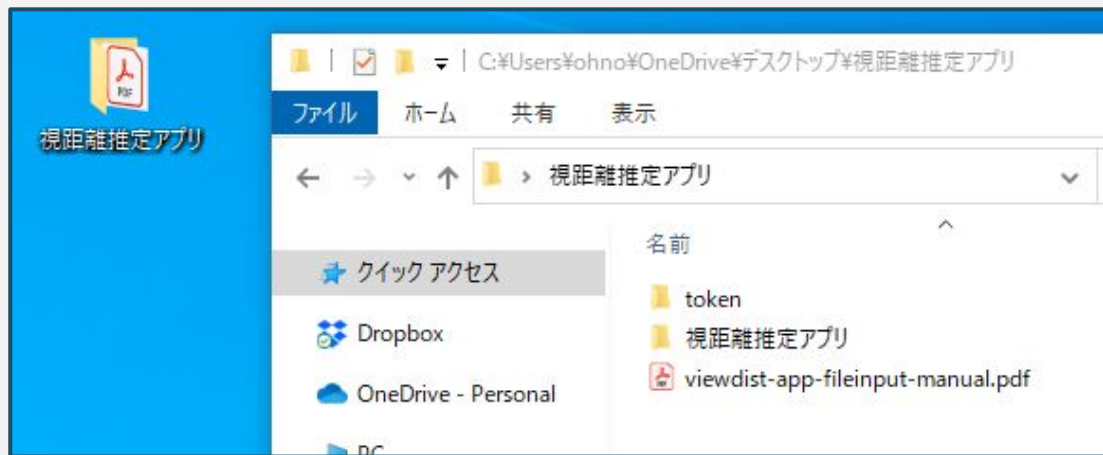 PDF
視距離推定アプリ
C:¥Users¥ohno¥OneDrive¥デスクトップ¥視距離推定アプリ
ファイル ホーム 共有 表示
視距離推定アプリ
クイック アクセス
Dropbox
OneDrive - Personal
PC
名前
token
視距離推定アプリ
viewdist-app-fileinput-manual.pdf